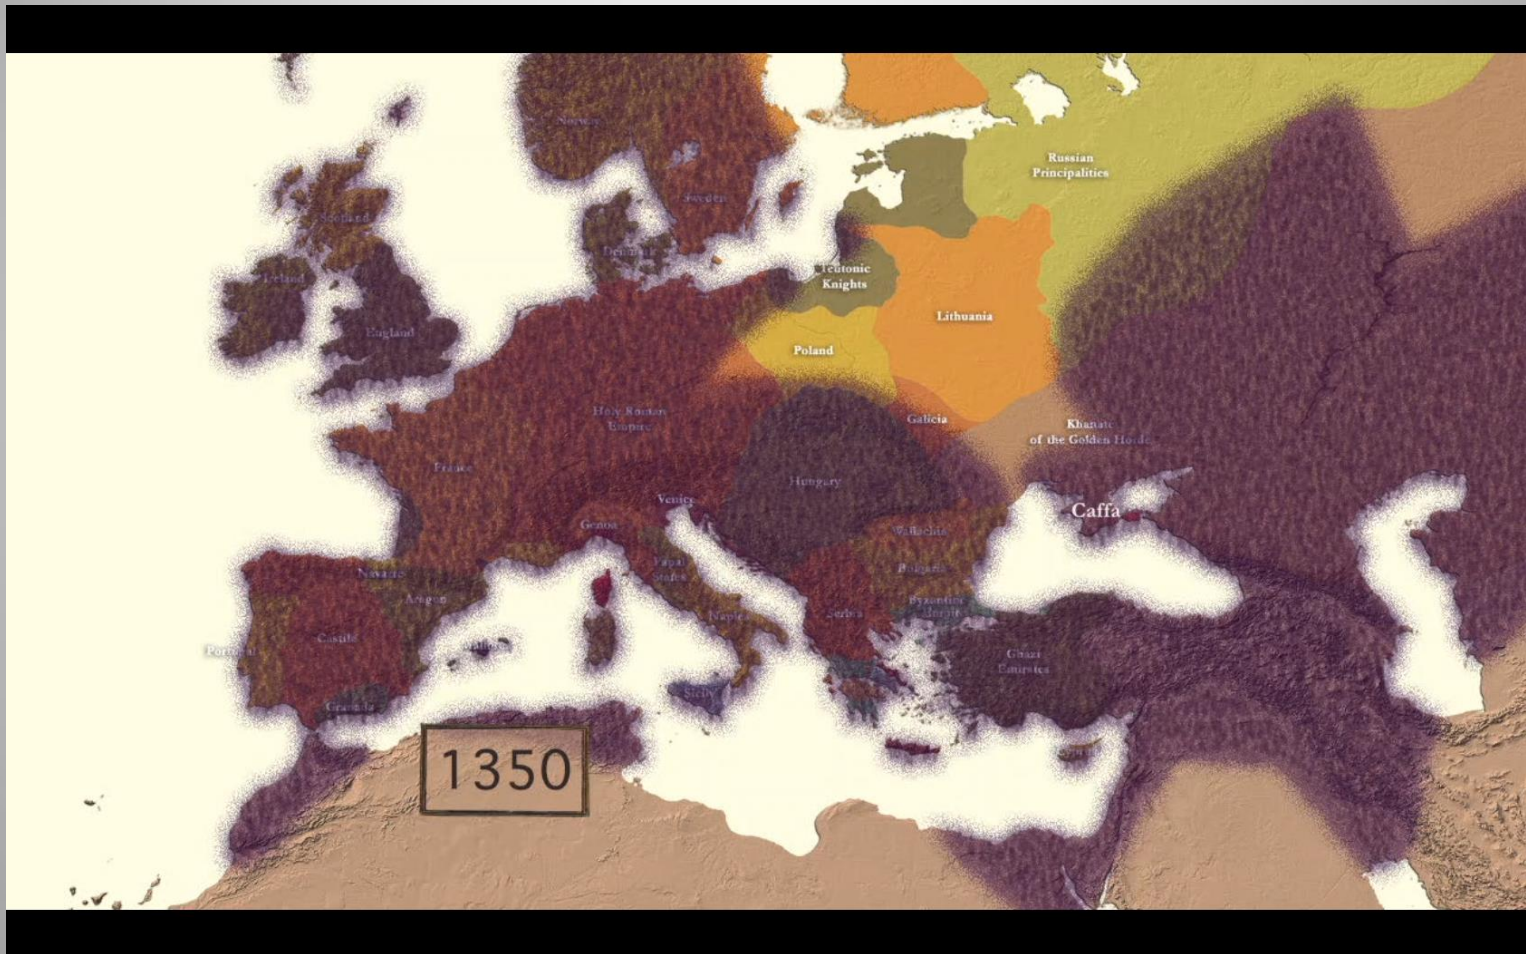 Norway
Russian
Principalities
Sweden
Scotland
Denmark
Teutonic
Knights
Ireland
Lithuania
England
Poland
Holy Roman
Empire
Galicia
Khanate
of the Golden Horde
France
Hungary
Venice
Caffa
Genoa
Wallachia
Papal
States
Bulgaria
Navarre
Aragon
Byzantine
Empire
Serbia
Naples
Castile
Portugal
Ghazi
Emirates
Sicily
Granada
1350